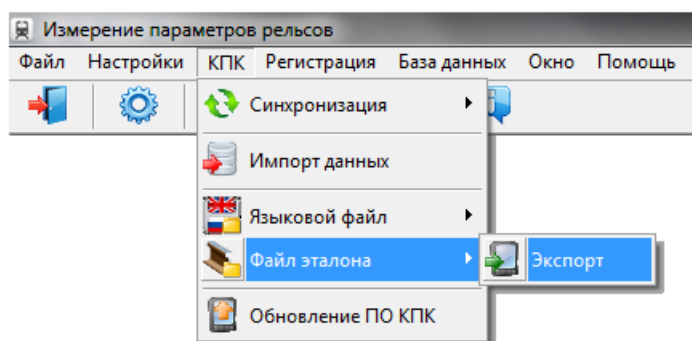 Измерение параметров рельсов
Файл Настройки КПК Регистрация База данных Окно Помощь
Синхронизация
Импорт данных
Языковой файл
Файл эталона Экспорт
Обновление ПО КПК